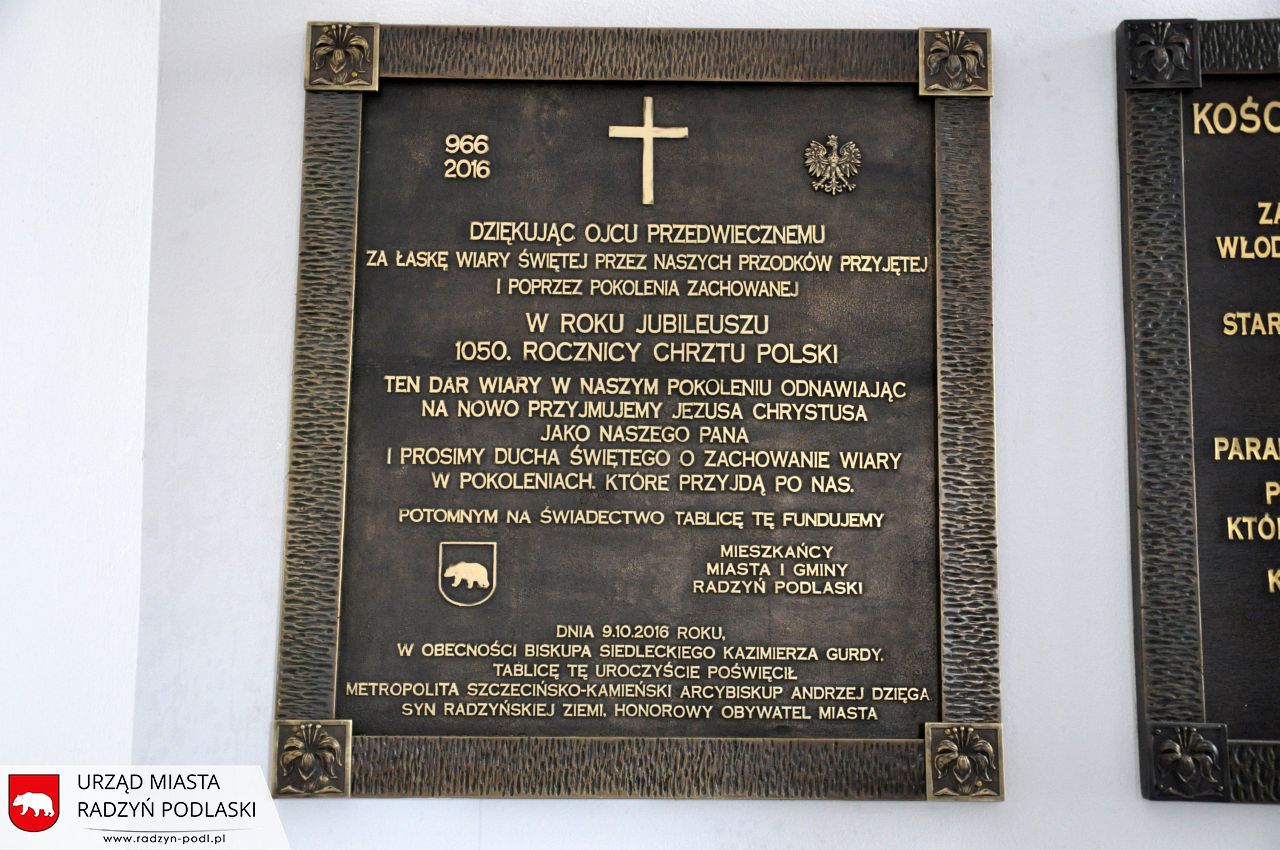 966
2016
DZIĘKUJĄC OJCU PRZEDWIECZNEMU
ZA ŁASKĘ WIARY ŚWIĘTEJ PRZEZ NASZYCH PRZODKÓW PRZYJĘTEJ
I POPRZEZ POKOLENIA ZACHOWANEJ
W ROKU JUBILEUSZU
1050. ROCZNICY CHRZTU POLSKI
TEN DAR WIARY W NASZYM POKOLENIU ODNAWIAJĄC
NA NOWO PRZYJMUJEMY JEZUSA CHRYSTUSA
JAKO NASZEGO PANA
I PROSIMY DUCHA ŚWIĘTEGO O ZACHOWANIE WIARY
W POKOLENIACH. KTÓRE PRZYJDĄ PO NAS.
POTOMNYM NA ŚWIADECTWO TABLICĘ TĘ FUNDUJEMY
MIESZKAŃCY
MIASTA I GMINY
RADZYŃ PODLASKI
DNIA 9.10.2016 ROKU,
W OBECNOŚCI BISKUPA SIEDLECKIEGO KAZIMIERZA GURDY,
TABLICĘ TĘ UROCZYŚCIE POŚWIĘCIŁ
METROPOLITA SZCZECIŃSKO-KAMIEŃSKI ARCYBISKUP ANDRZEJ DZIĘGA
SYN RADZYŃSKIEJ ZIEMI, HONOROWY OBYWATEL MIASTA
KOŚC
ZA
WŁOD
STAR
PARA
P
KTÓ
K
URZĄD MIASTA
RADZYŃ PODLASKI
www.radzyn-podl.pl